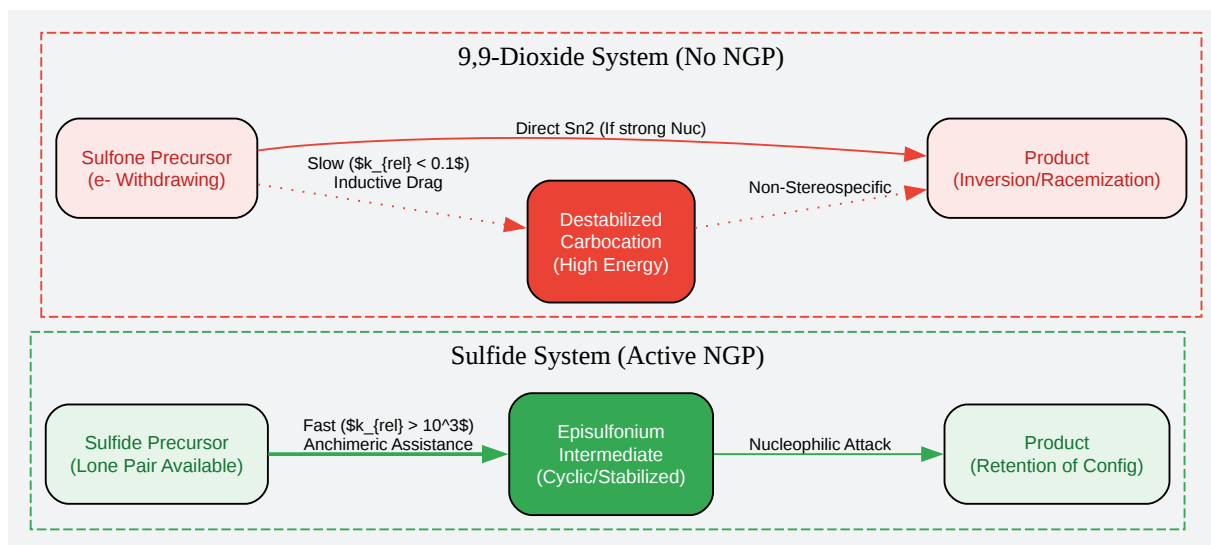 9,9-Dioxide System (No NGP)
Direct Sn2 (If strong Nuc)
Sulfone Precursor
(e- Withdrawing)
Slow ($k_{rel} < 0.1$)
Inductive Drag
Destabilized
Carbocation
(High Energy)
Non-Stereospecific
Product
(Inversion/Racemization)
Sulfide System (Active NGP)
Sulfide Precursor
(Lone Pair Available)
Fast ($k_{rel} > 10^3$)
Anchimeric Assistance
Episulfonium
Intermediate
(Cyclic/Stabilized)
Nucleophilic Attack
Product
(Retention of Config)